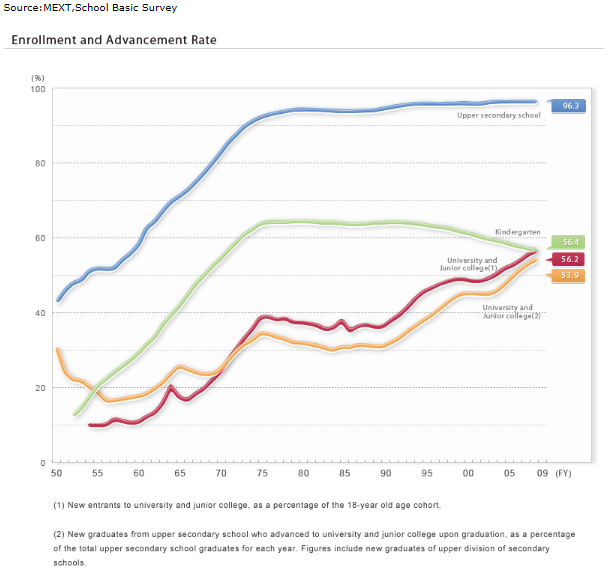 Source:MEXT,School Basic Survey
Enrollment and Advancement Rate
(%)
100
80
60
40
20
0
Upper secondary school
96.3
Kindergarten
56.4
University and
Junior college(1)
56.2
53.9
University and
Junior college(2)
50 55 60 65 70 75 80 85 90 95 00 05 09 (FY)
(1) New entrants to university and junior college, as a percentage of the 18-year old age cohort.
(2) New graduates from upper secondary school who advanced to university and junior college upon graduation, as a percentage
of the total upper secondary school graduates for each year. Figures include new graduates of upper division of secondary
schools.